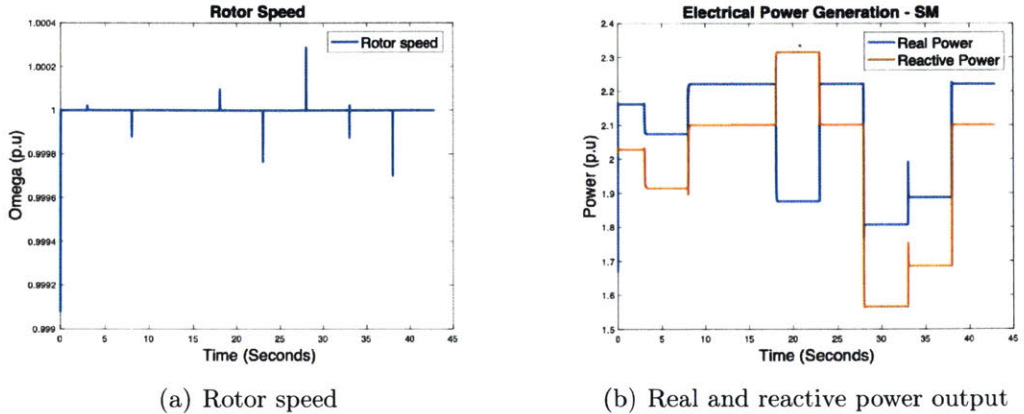 Rotor Speed
1.0004
1.0002
1
0.9998
0.9996
0.9994
0.9992
0.999
Omega (p.u)
Rotor speed
0 5 10 15 20 25 30 35 40 45
Time (Seconds)
(a) Rotor speed
Electrical Power Generation - SM
2.4
2.3
2.2
2.1
2
1.9
1.8
1.7
1.6
1.5
Power (p.u)
Real Power
Reactive Power
0 5 10 15 20 25 30 35 40 45
Time (Seconds)
(b) Real and reactive power output